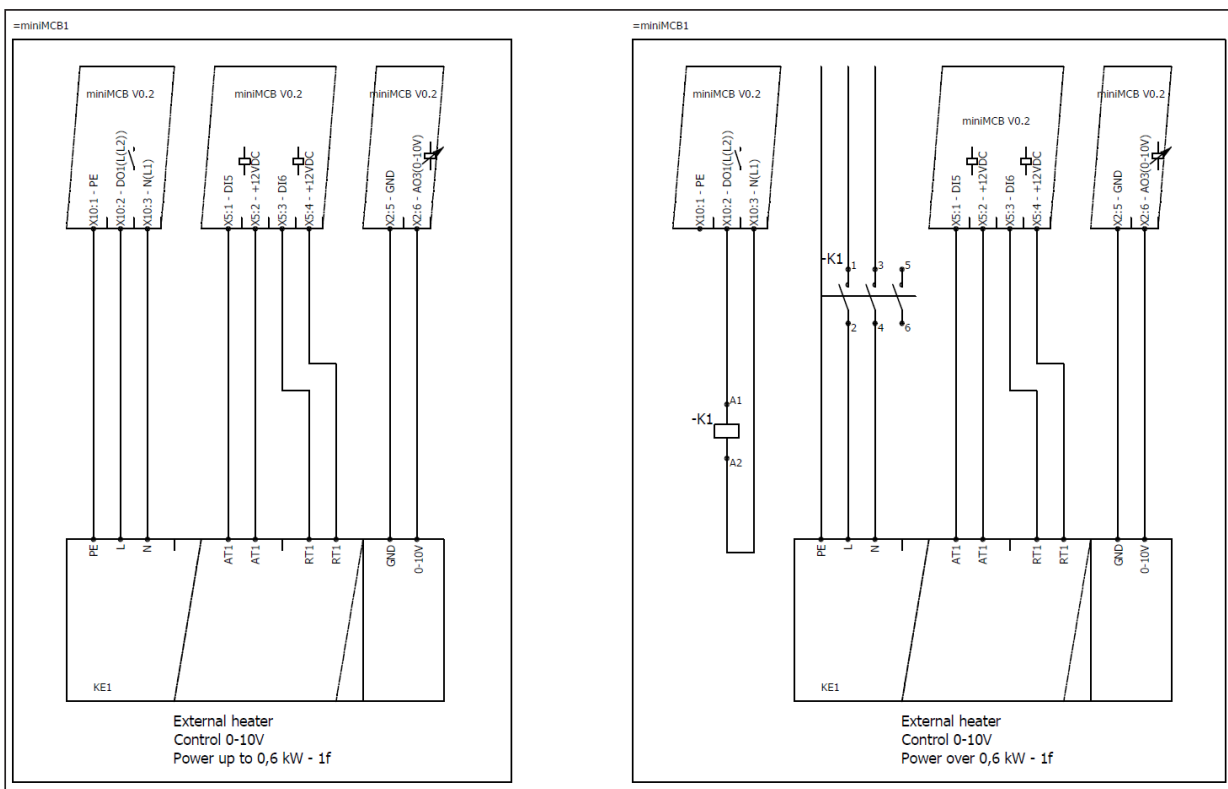 =miniMCB1
miniMCB V0.2
miniMCB V0.2
miniMCB V0.2
X10:1 - PE
X10:2 - DO1(L(L2))
X10:3 - N(L1)
X5:1 - DI5
X5:2 - +12VDC
X5:3 - DI6
X5:4 - +12VDC
X2:5 - GND
X2:6 - AO3(0-10V)
PE
L
N
AT1
AT1
RT1
RT1
GND
0-10V
KE1
External heater
Control 0-10V
Power up to 0,6 kW - 1f
=miniMCB1
miniMCB V0.2
miniMCB V0.2
miniMCB V0.2
X10:1 - PE
X10:2 - DO1(L(L2))
X10:3 - N(L1)
X5:1 - DI5
X5:2 - +12VDC
X5:3 - DI6
X5:4 - +12VDC
X2:5 - GND
X2:6 - AO3(0-10V)
-K1
1
3
5
2
4
6
-K1
A1
A2
PE
L
N
AT1
AT1
RT1
RT1
GND
0-10V
KE1
External heater
Control 0-10V
Power over 0,6 kW - 1f